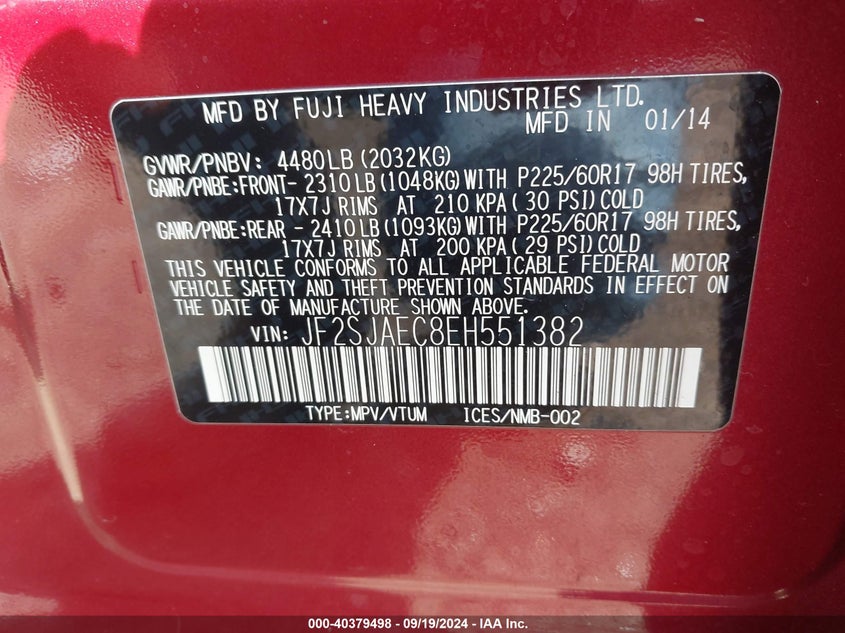 MFD BY FUJI HEAVY INDUSTRIES LTD.
MFD IN 01/14
GVWR/PNBV: 4480LB (2032KG)
GAWR/PNBE:FRONT- 2310LB (1048KG) WITH P225/60R17 98H TIRES,
17X7J RIMS AT 210 KPA ( 30 PSI) COLD
GAWR/PNBE:REAR - 2410LB (1093KG) WITH P225/60R17 98H TIRES,
17X7J RIMS AT 200 KPA ( 29 PSI) COLD
THIS VEHICLE CONFORMS TO ALL APPLICABLE FEDERAL MOTOR
VEHICLE SAFETY AND THEFT PREVENTION STANDARDS IN EFFECT ON
THE DATE OF MANUFACTURE SHOWN ABOVE.
VIN: JF2SJAEC8EH551382
TYPE:MPV/VTUM ICES/NMB-002
000-40379498 - 09/19/2024 - IAA Inc.